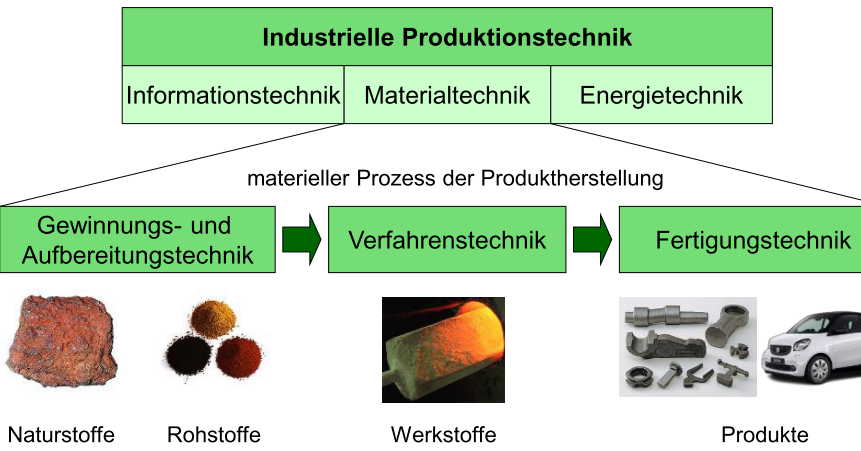 Industrielle Produktionstechnik
Informationstechnik Materialtechnik Energietechnik
materieller Prozess der Produktherstellung
Gewinnungs- und
Aufbereitungstechnik
Verfahrenstechnik
Fertigungstechnik
Naturstoffe Rohstoffe Werkstoffe Produkte